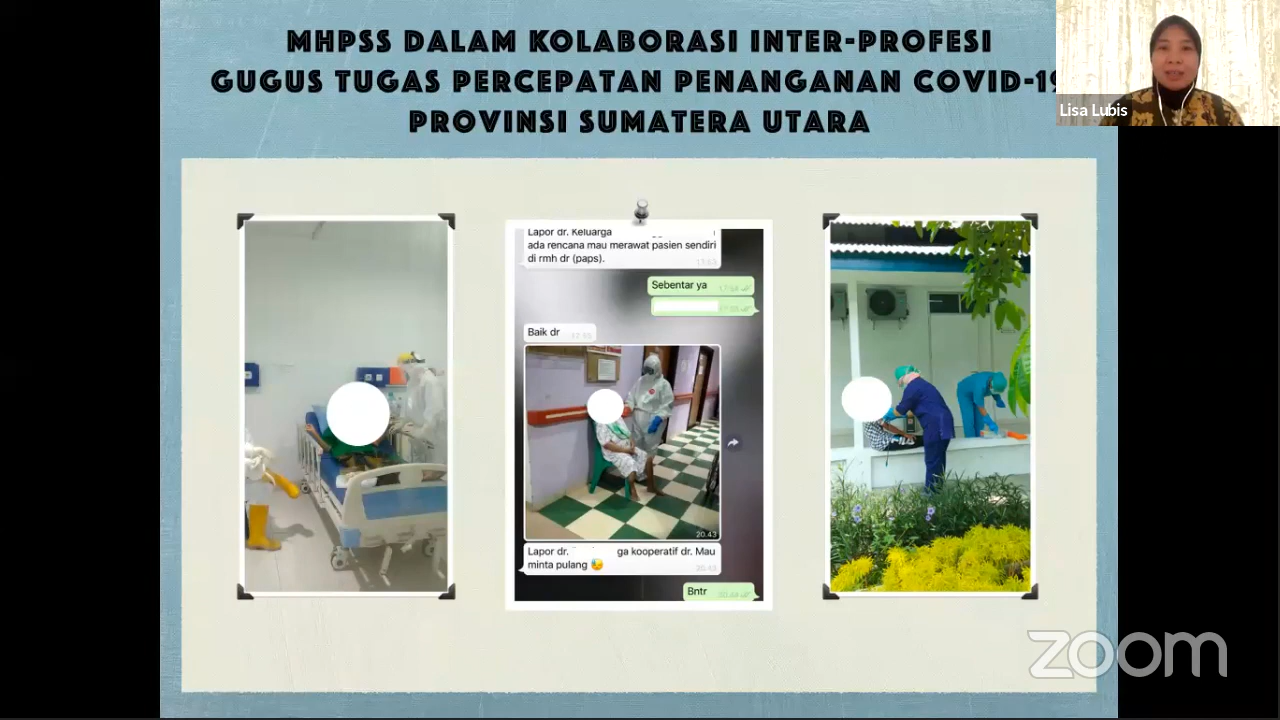 MHPSS DALAM KOLABORASI INTER-PROFESI
GUGUS TUGAS PERCEPATAN PENANGANAN COVID-19
PROVINSI SUMATERA UTARA
Lisa Lubis
Lapor dr. Keluarga
ada rencana mau merawat pasien sendiri
di rmh dr (paps).
Sebentar ya
Baik dr
20.43
Lapor dr. ga kooperatif dr. Mau
minta pulang
Bntr
zoom